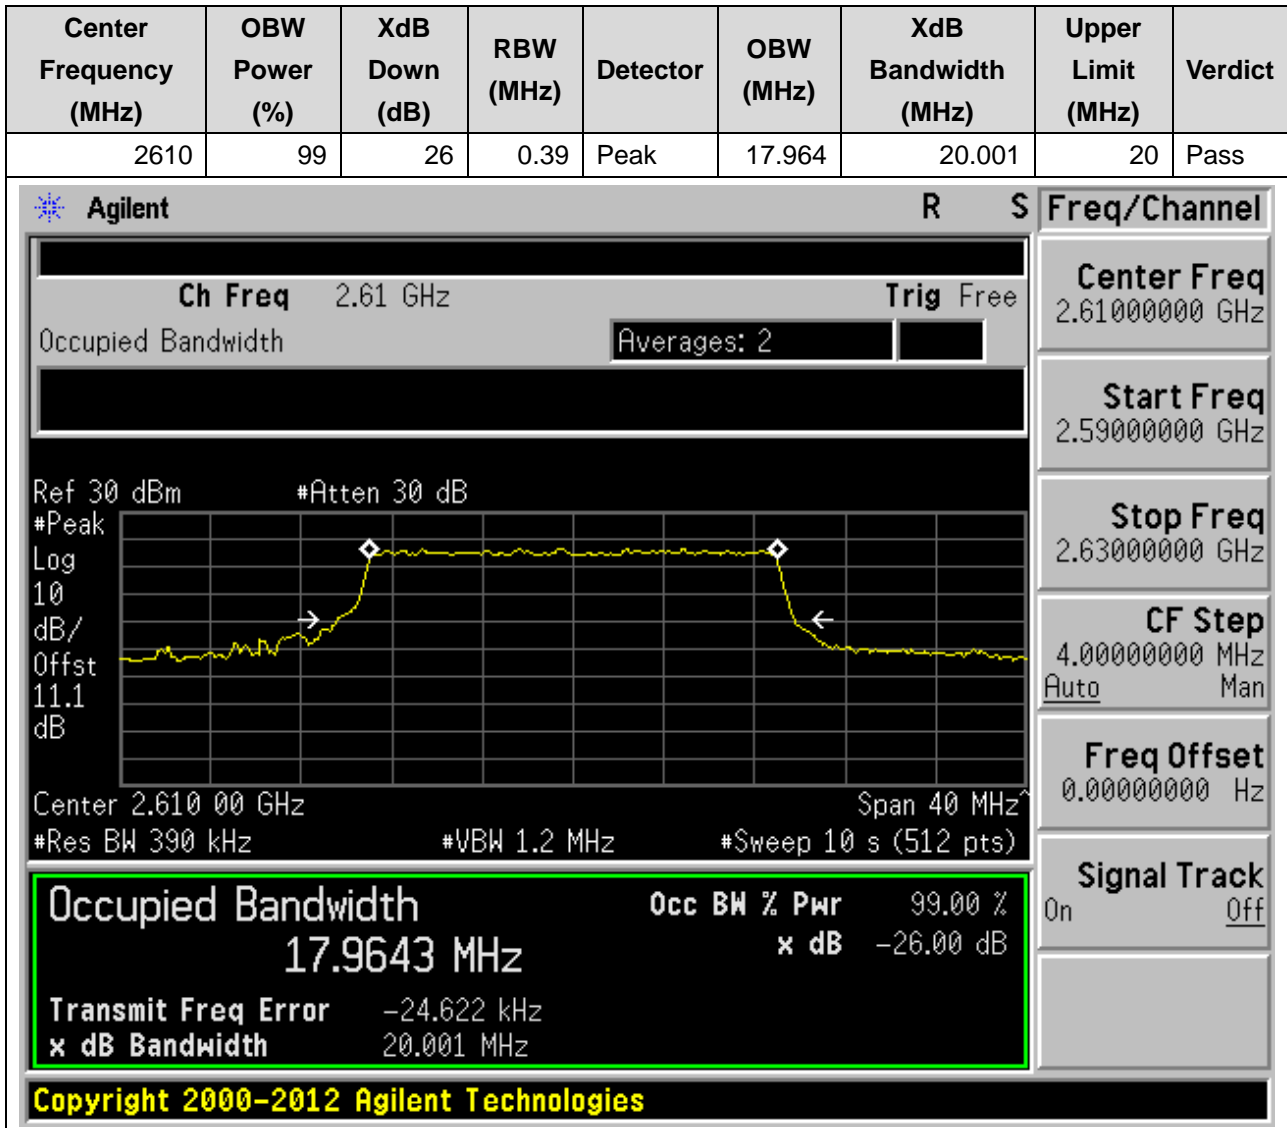 Center Frequency (MHz) OBW Power (%) XdB Down (dB) RBW (MHz) Detector OBW (MHz) XdB Bandwidth (MHz) Upper Limit (MHz) Verdict
2610 99 26 0.39 Peak 17.964 20.001 20 Pass
Agilent R S Freq/Channel
Ch Freq 2.61 GHz Trig Free
Occupied Bandwidth Averages: 2
Center Freq
2.61000000 GHz
Start Freq
2.59000000 GHz
Stop Freq
2.63000000 GHz
CF Step
4.00000000 MHz
Auto Man
Freq Offset
0.00000000 Hz
Signal Track
On Off
Ref 30 dBm #Atten 30 dB
#Peak
Log
10
dB/
Offst
11.1
dB
Center 2.610 00 GHz Span 40 MHz^
#Res BW 390 kHz #VBW 1.2 MHz #Sweep 10 s (512 pts)
Occupied Bandwidth Occ BW % Pwr 99.00 %
17.9643 MHz x dB -26.00 dB
Transmit Freq Error -24.622 kHz
x dB Bandwidth 20.001 MHz
Copyright 2000-2012 Agilent Technologies